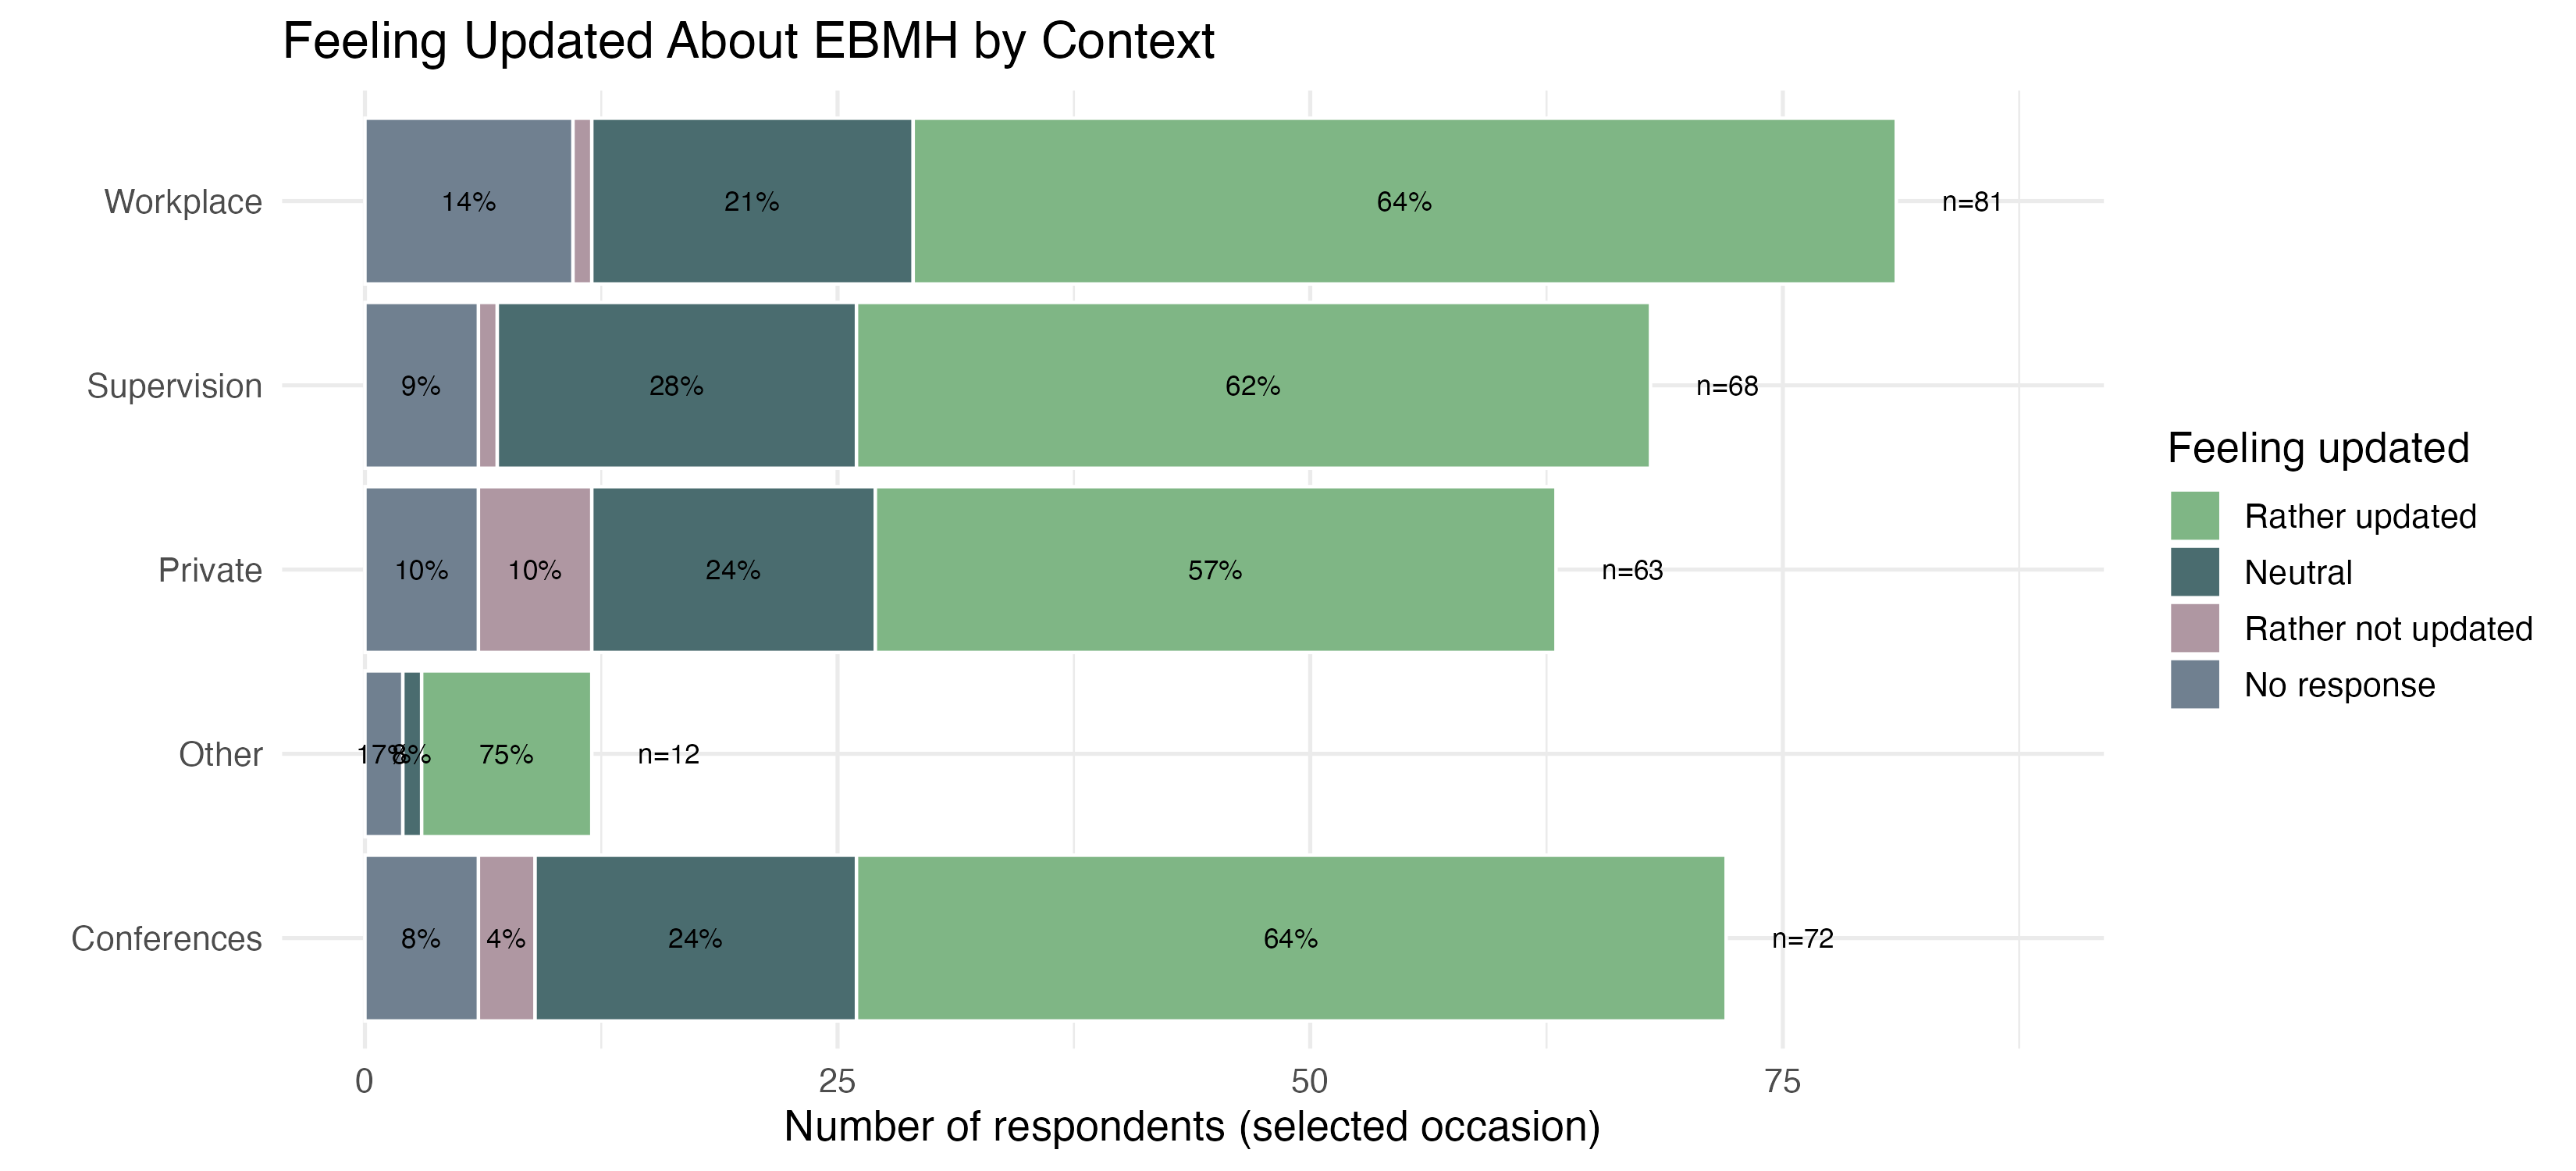 Feeling Updated About EBMH by Context
Workplace
14%
21%
64%
n=81
Supervision
9%
28%
62%
n=68
Private
10%
10%
24%
57%
n=63
Other
17%
8%
75%
n=12
Conferences
8%
4%
24%
64%
n=72
0
25
50
75
Number of respondents (selected occasion)
Feeling updated
Rather updated
Neutral
Rather not updated
No response